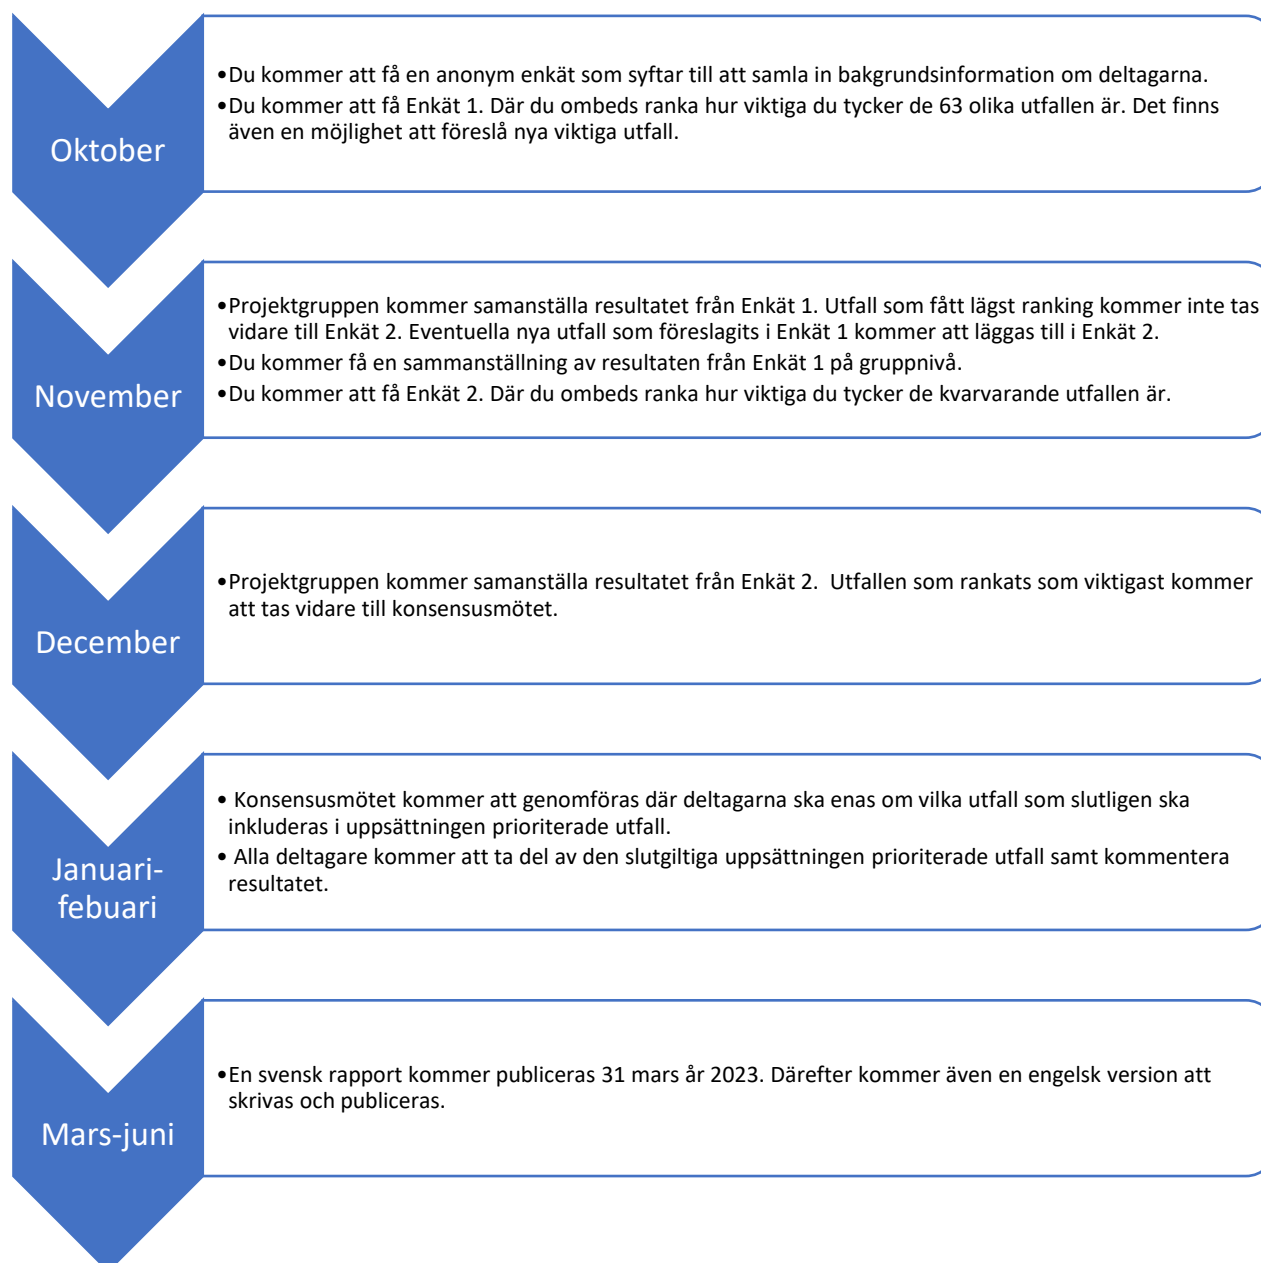 Oktober
•Du kommer att få en anonym enkät som syftar till att samla in bakgrundsinformation om deltagarna.
•Du kommer att få Enkät 1. Där du ombeds ranka hur viktiga du tycker de 63 olika utfallen är. Det finns
även en möjlighet att föreslå nya viktiga utfall.
November
•Projektgruppen kommer samanställa resultatet från Enkät 1. Utfall som fått lägst ranking kommer inte tas
vidare till Enkät 2. Eventuella nya utfall som föreslagits i Enkät 1 kommer att läggas till i Enkät 2.
•Du kommer få en sammanställning av resultaten från Enkät 1 på gruppnivå.
•Du kommer att få Enkät 2. Där du ombeds ranka hur viktiga du tycker de kvarvarande utfallen är.
December
•Projektgruppen kommer samanställa resultatet från Enkät 2.  Utfallen som rankats som viktigast kommer
att tas vidare till konsensusmötet.
Januari-
febuari
• Konsensusmötet kommer att genomföras där deltagarna ska enas om vilka utfall som slutligen ska
inkluderas i uppsättningen prioriterade utfall.
• Alla deltagare kommer att ta del av den slutgiltiga uppsättningen prioriterade utfall samt kommentera
resultatet.
Mars-juni
•En svensk rapport kommer publiceras 31 mars år 2023. Därefter kommer även en engelsk version att
skrivas och publiceras.